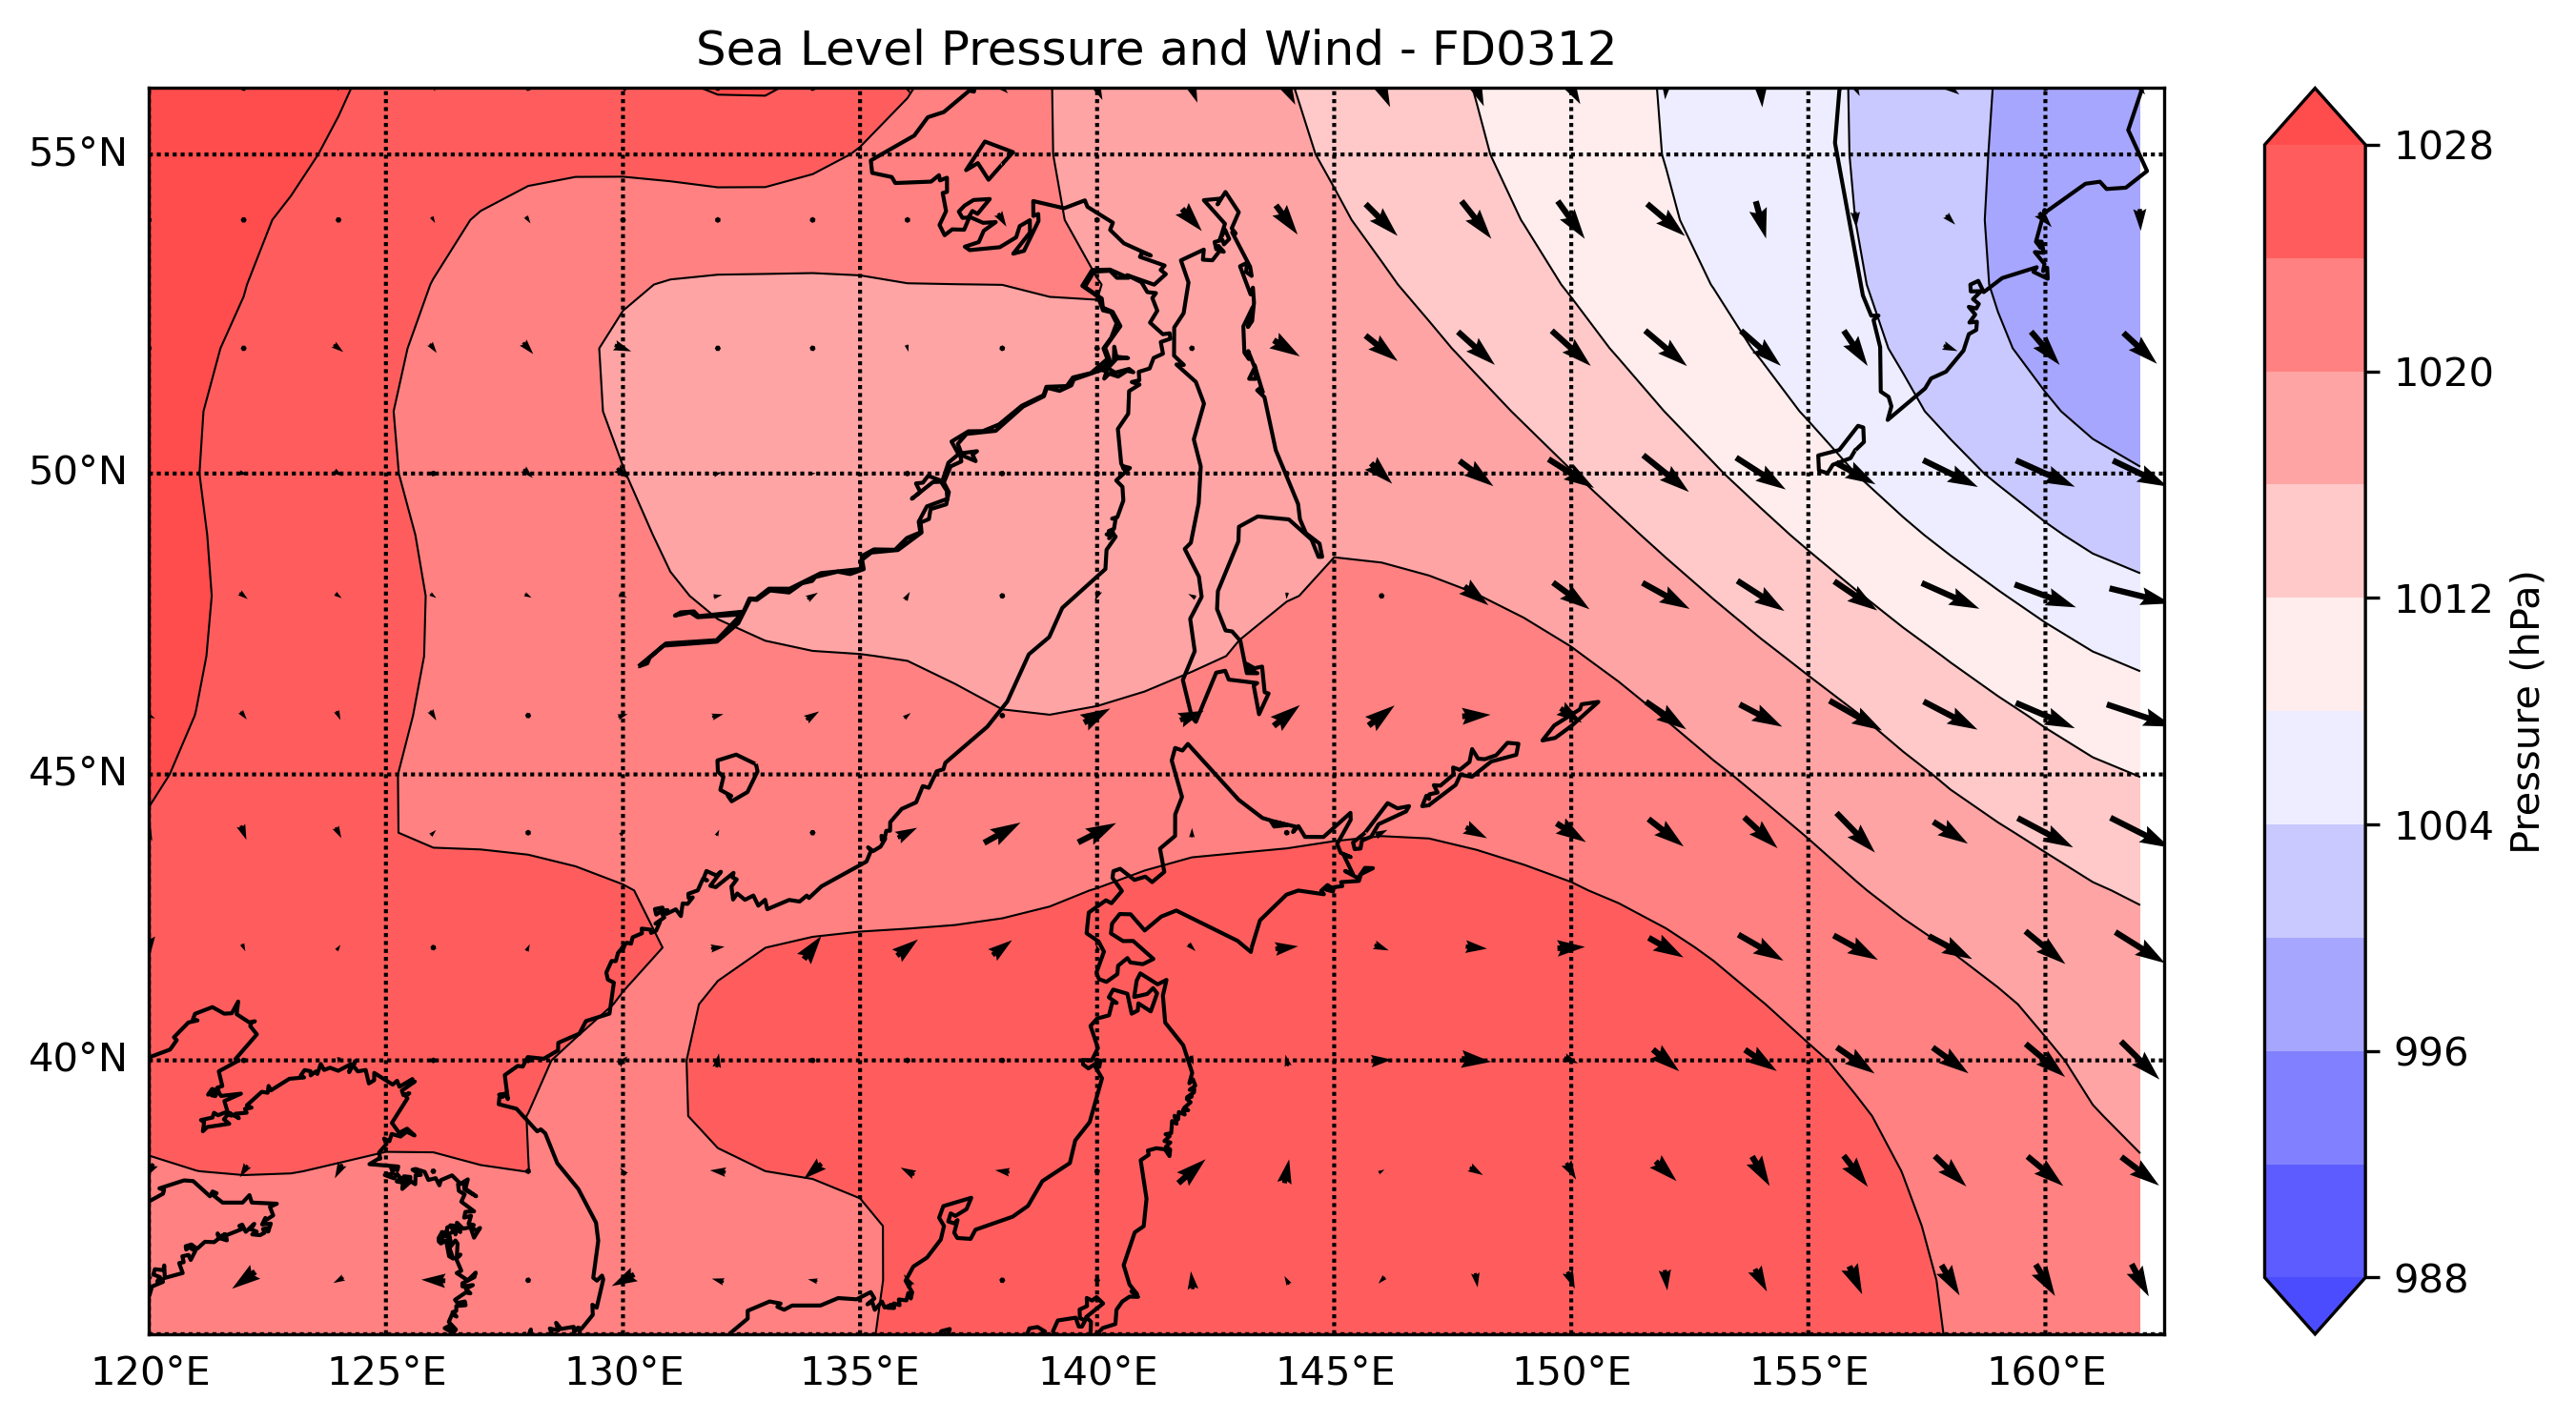 Sea Level Pressure and Wind - FD0312
55°N
50°N
45°N
40°N
120°E 125°E 130°E 135°E 140°E 145°E 150°E 155°E 160°E
1028
1020
1012
1004
996
988
Pressure (hPa)